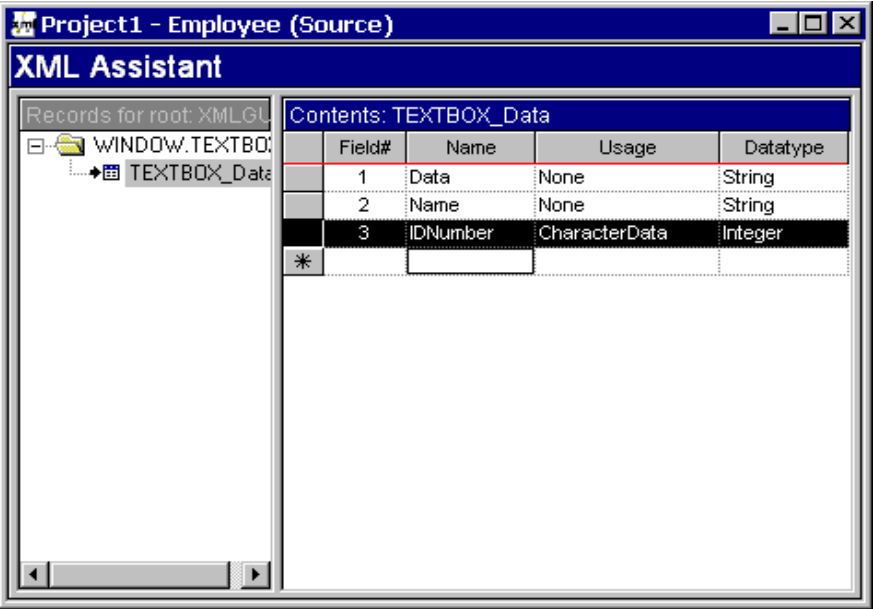 Project1 - Employee (Source)
XML Assistant
Records for root: XMLGU
WINDOW.TEXTBO
TEXTBOX_Data
Contents: TEXTBOX_Data
Field# Name Usage Datatype
1 Data None String
2 Name None String
3 IDNumber CharacterData Integer